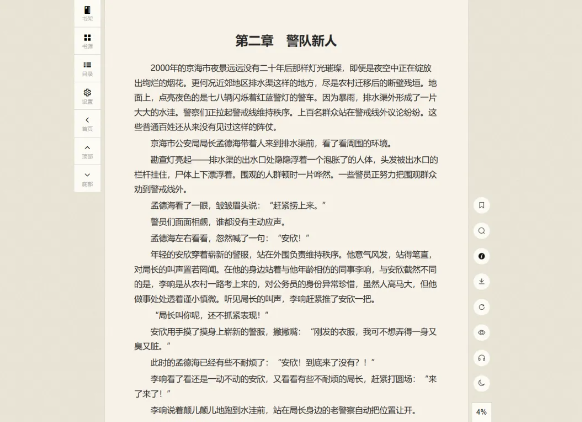 第二章　警队新人
2000年的京海市夜景远远没有二十年后那样灯光璀璨，即使是夜空中正在绽放
出绚烂的烟花。更何况近郊地区排水渠这样的地方，尽是农村迁移后的断壁残垣。地
面上，点亮夜色的是七八辆闪烁着红蓝警灯的警车。因为暴雨，排水渠外形成了一片
大大的水洼。警察们正拉起警戒线维持秩序。上百名群众站在警戒线外议论纷纷。这
些普通百姓还从来没有见过这样的阵仗。
京海市公安局局长孟德海带着人来到排水渠前，看了看周围的环境。
勘查灯亮起——排水渠的出水口处隐隐浮着一个泡胀了的人体，头发被出水口的
栏杆挂住，尸体上下漂浮着。围观的人群顿时一片哗然。一些警员正努力把围观群众
劝到警戒线外。
孟德海看了一眼，皱皱眉头说：“赶紧捞上来。”
警员们面面相觑，谁都没有主动应声。
孟德海左右看看，忽然喊了一句：“安欣！”
年轻的安欣穿着崭新的警服，站在外围负责维持秩序。他意气风发，站得笔直，
对局长的叫声置若罔闻。在他的身边站着与他年龄相仿的同事李响，与安欣截然不同
的是，李响是从农村一路考上来的，对公务员的身份异常珍惜，虽然人高马大，但他
做事处处透着谨小慎微。听见局长的叫声，李响赶紧推了安欣一把。
“局长叫你呢，还不抓紧表现！”
安欣用手摸了摸身上崭新的警服，撇撇嘴：“刚发的衣服，我可不想弄得一身又
臭又脏。”
此时的孟德海已经有些不耐烦了：“安欣！到底来了没有？！”
李响看了看还是一动不动的安欣，又看看有些不耐烦的局长，赶紧打圆场：“来
了来了！”
李响说着颠儿颠儿地跑到水洼前，站在局长身边的老警察自动把位置让开。
4%